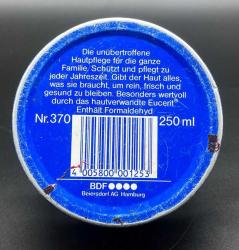 Die unübertroffene
Hautpflege für die ganze
Familie. Schützt und pflegt zu
jeder Jahreszeit. Gibt der Haut alles,
was sie braucht, um rein, frisch und
gesund zu bleiben. Besonders wertvoll
durch das hautverwandte Eucerit®
Enthält Formaldehyd
Nr. 370 250 ml
4 005800 001253
BDF
Beiersdorf AG Hamburg